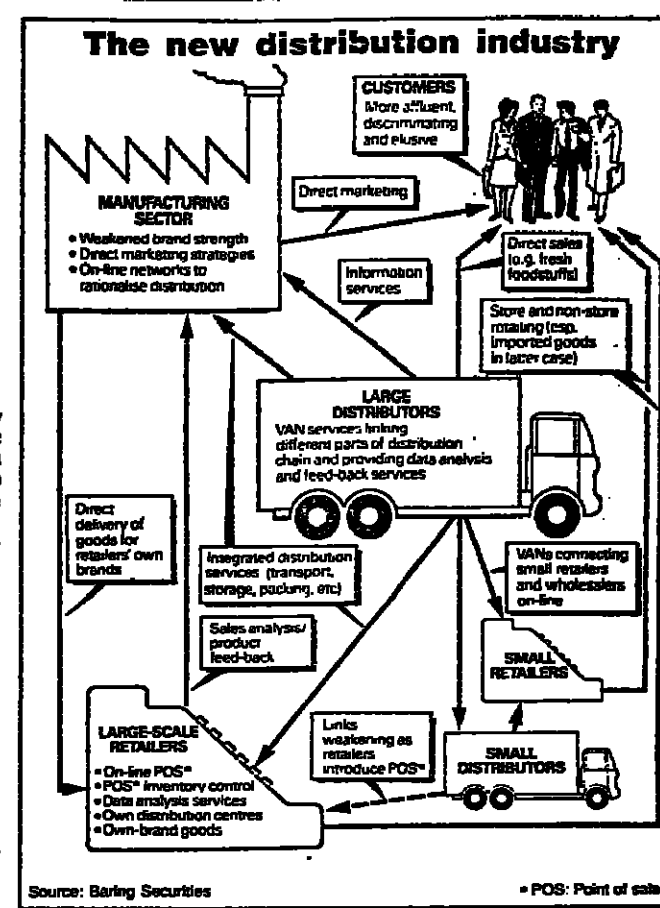 The new distribution industry
CUSTOMERS
More affluent,
discriminating
and elusive
MANUFACTURING
SECTOR
• Weakened brand strength
• Direct marketing strategies
• On-line networks to
rationalise distribution
Direct marketing
Information
services
Direct sales
(e.g. fresh
foodstuffs)
Store and non-store
retailing (esp.
imported goods
in latter case)
LARGE
DISTRIBUTORS
VAN services linking
different parts of distribution
chain and providing data analysis
and feed-back services
Direct
delivery of
goods for
retailers' own
brands
Integrated distribution
services (transport,
storage, packing, etc)
VANs connecting
small retailers
and wholesalers
on-line
Sales analysis/
product
feed-back
SMALL
RETAILERS
LARGE-SCALE
RETAILERS
• On-line POS*
• POS* inventory control
• Data analysis services
• Own distribution centres
• Own-brand goods
Links
weakening as
retailers
introduce POS*
SMALL
DISTRIBUTORS
Source: Baring Securities
* POS: Point of sale